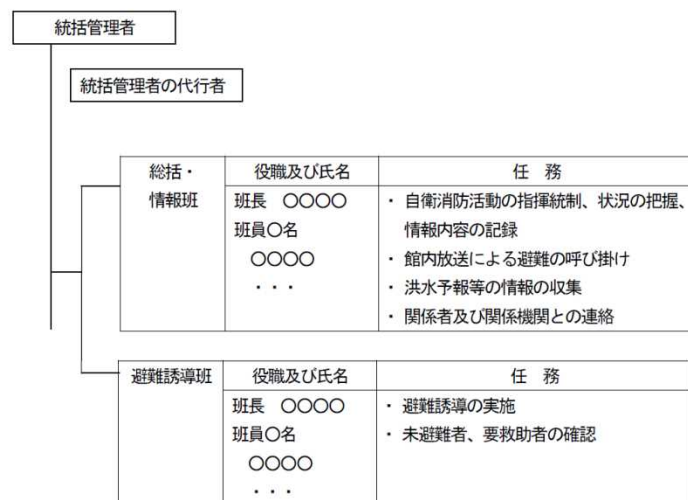 統括管理者
統括管理者の代行者
総括・
情報班
役職及び氏名
任　務
班長　〇〇〇〇
班員〇名
〇〇〇〇
・・・
・ 自衛消防活動の指揮統制、状況の把握、
情報内容の記録
・ 館内放送による避難の呼び掛け
・ 洪水予報等の情報の収集
・ 関係者及び関係機関との連絡
避難誘導班
役職及び氏名
任　務
班長　〇〇〇〇
班員〇名
〇〇〇〇
・・・
・ 避難誘導の実施
・ 未避難者、要救助者の確認